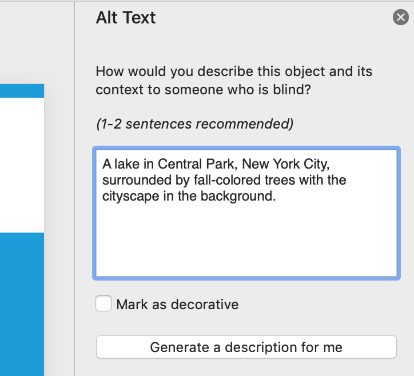 Alt Text
How would you describe this object and its
context to someone who is blind?
(1-2 sentences recommended)
A lake in Central Park, New York City,
surrounded by fall-colored trees with the
cityscape in the background.
Mark as decorative
Generate a description for me